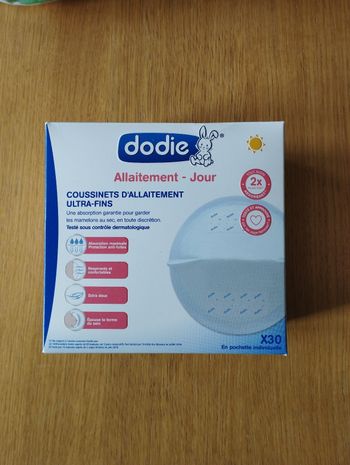 dodie
®
Allaitement - Jour
2x
COUSSINETS D'ALLAITEMENT
ULTRA-FINS
Une absorption garantie pour garder
les mamelons au sec, en toute discrétion.
Testé sous contrôle dermatologique
Absorption maximale
Protection anti-fuites
Respirants et
confortables
Extra doux
Épouse la forme
du sein
X30
En pochette individuelle